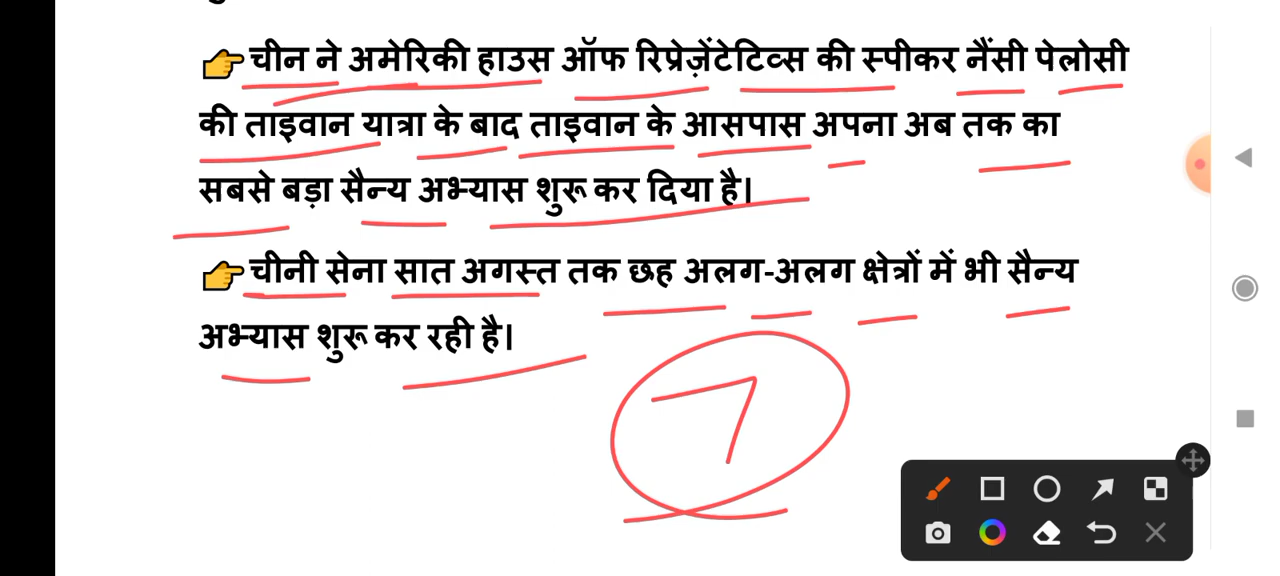 👉चीन ने अमेरिकी हाउस ऑफ रिप्रेज़ेंटेटिव्स की स्पीकर नैंसी पेलोसी
की ताइवान यात्रा के बाद ताइवान के आसपास अपना अब तक का
सबसे बड़ा सैन्य अभ्यास शुरू कर दिया है।
👉चीनी सेना सात अगस्त तक छह अलग-अलग क्षेत्रों में भी सैन्य
अभ्यास शुरू कर रही है।
7